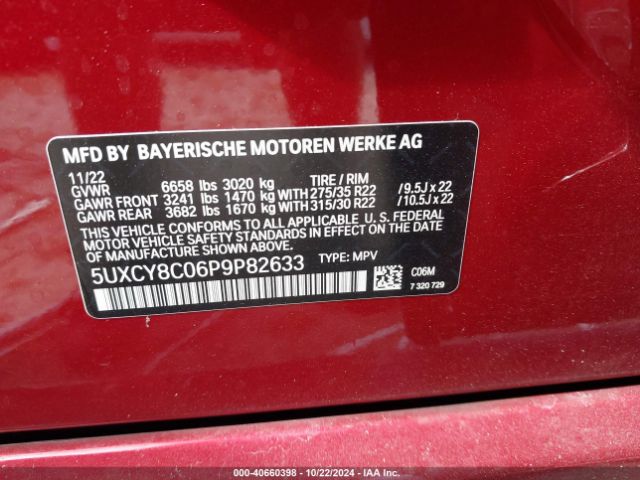 MFD BY BAYERISCHE MOTOREN WERKE AG
11/22
GVWR 6658 lbs 3020 kg TIRE / RIM
GAWR FRONT 3241 lbs 1470 kg WITH 275/35 R22 /9.5J x 22
GAWR REAR 3682 lbs 1670 kg WITH 315/30 R22 /10.5J x 22
THIS VEHICLE CONFORMS TO ALL APPLICABLE U. S. FEDERAL
MOTOR VEHICLE SAFETY STANDARDS IN EFFECT ON THE
DATE OF MANUFACTURE SHOWN ABOVE.
5UXCY8C06P9P82633 TYPE: MPV
C06M
7 320 729
000-40660398 - 10/22/2024 - IAA Inc.